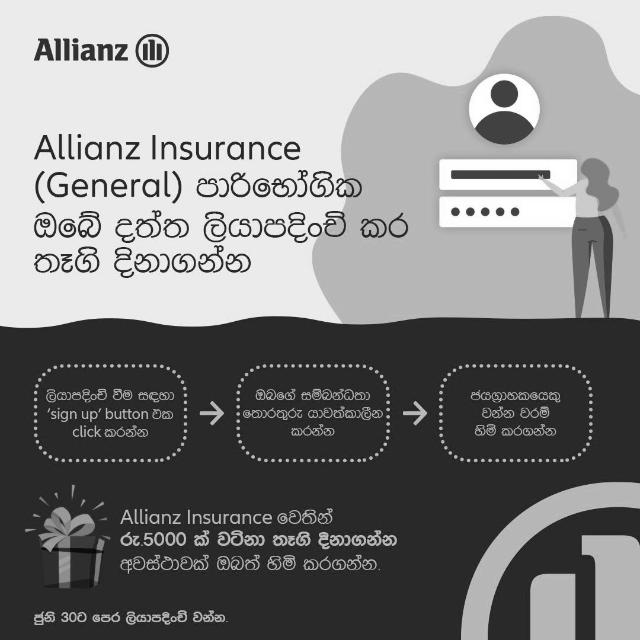 Allianz
Allianz Insurance
(General) පාරිභෝගික
ඔබේ දත්ත ලියාපදිංචි කර
තෑගි දිනාගන්න
ලියාපදිංචි වීම සඳහා
'sign up' button එක
click කරන්න
ඔබගේ සම්බන්ධතා
තොරතුරු යාවත්කාලීන
කරන්න
ජයග්‍රාහකයෙකු
වන්න වරම්
හිමි කරගන්න
Allianz Insurance වෙතින්
රු.5000 ක් වටිනා තෑගි දිනාගන්න
අවස්ථාවක් ඔබත් හිමි කරගන්න.
ජුනි 30ට පෙර ලියාපදිංචි වන්න.